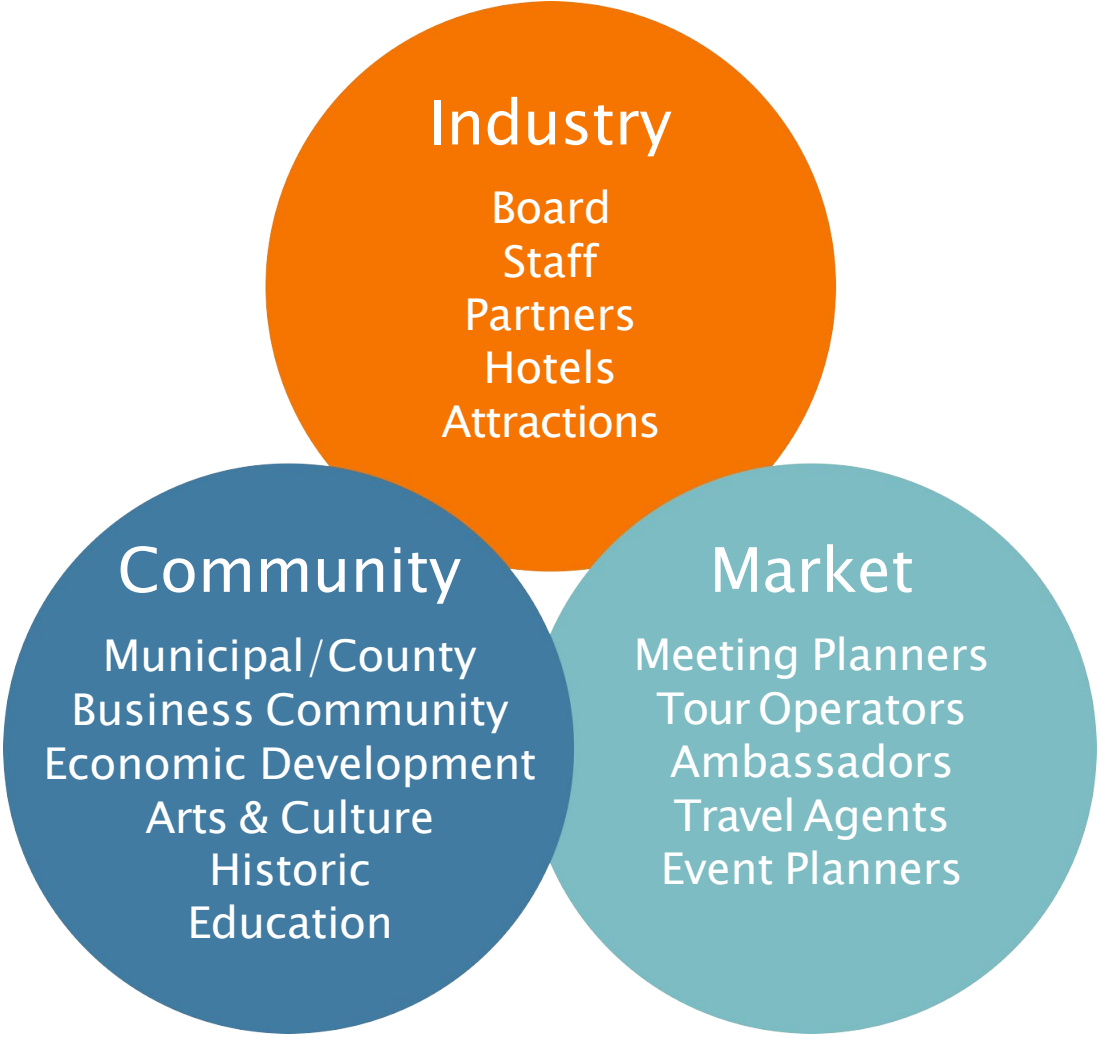 Industry
Board
Staff
Partners
Hotels
Attractions
Community
Municipal/County
Business Community
Economic Development
Arts & Culture
Historic
Education
Market
Meeting Planners
Tour Operators
Ambassadors
Travel Agents
Event Planners